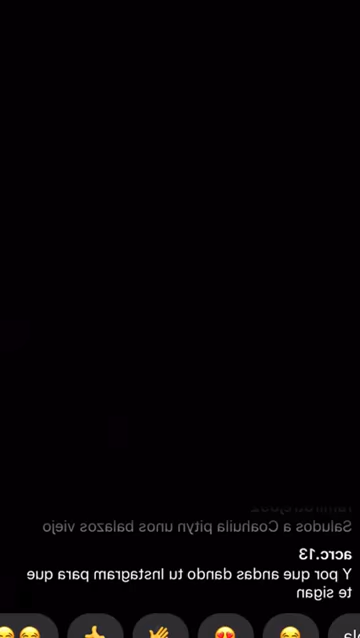 Saludos a Coahuila pityn unos balazos viejo
acrc.13
Y por que andas dando tu Instagram para que
te sigan